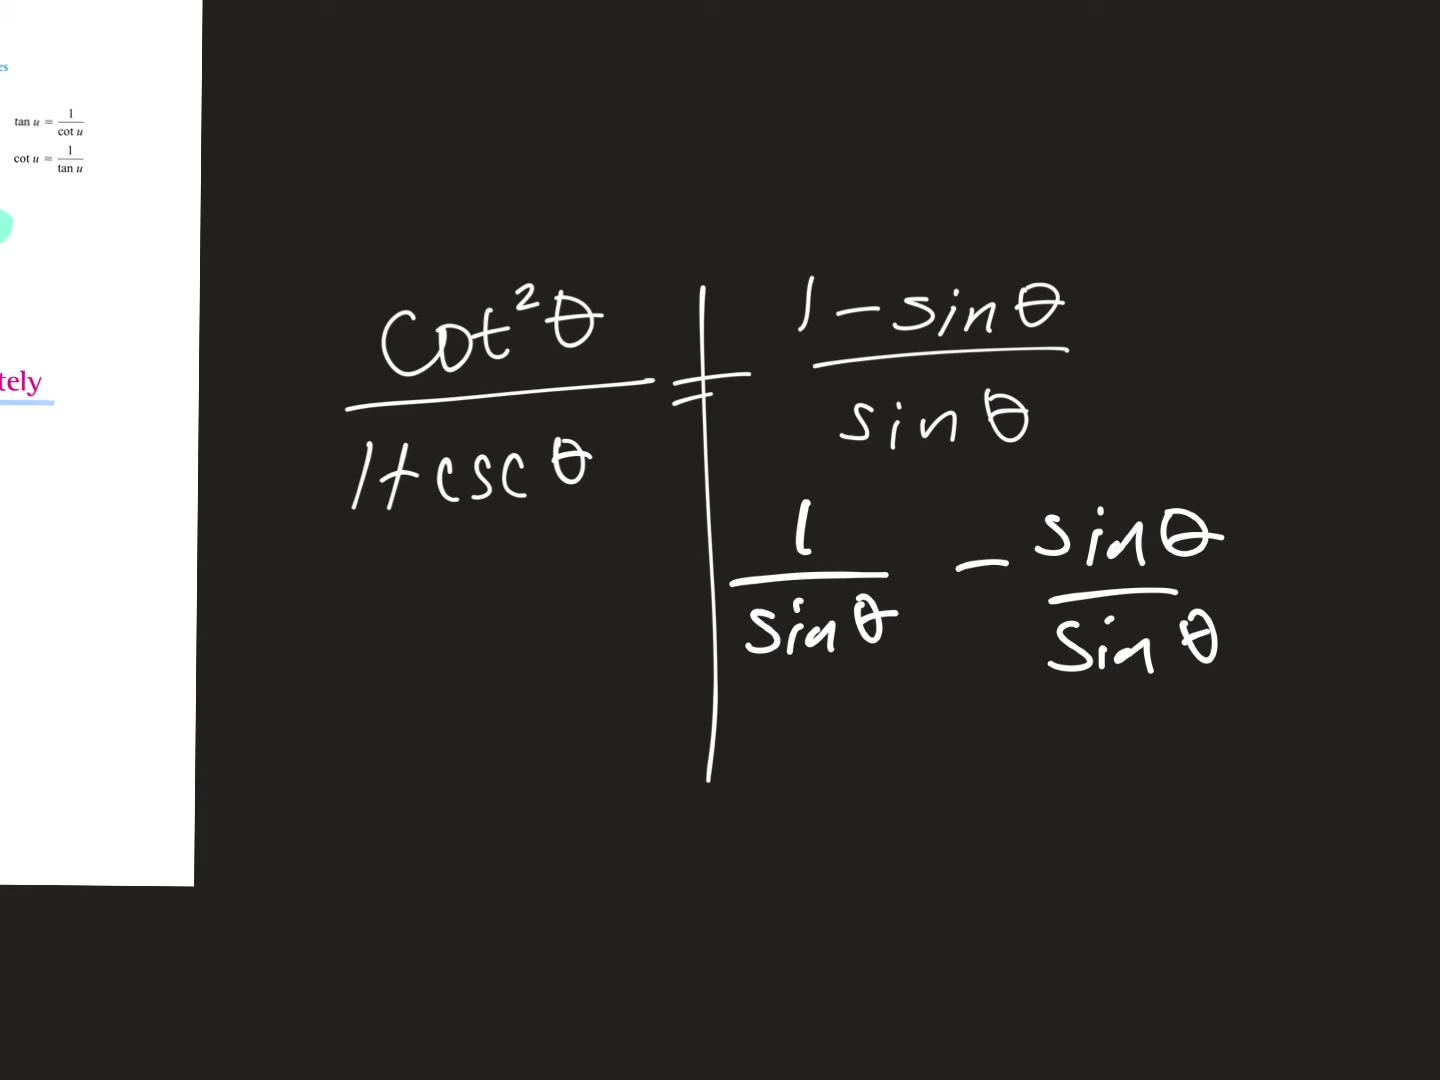 es
tan u = 1/cot u
cot u = 1/tan u
tely
cot²θ/1+cscθ = 1-sinθ/sinθ
1/sinθ - sinθ/sinθ